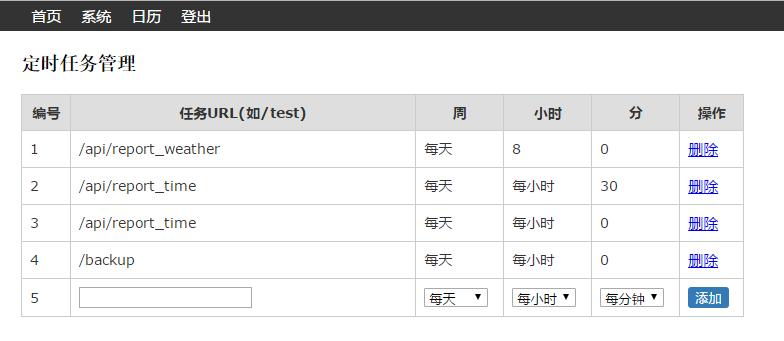 首页 系统 日历 登出
定时任务管理
编号 任务URL(如/test) 周 小时 分 操作
1 /api/report_weather 每天 8 0 删除
2 /api/report_time 每天 每小时 30 删除
3 /api/report_time 每天 每小时 0 删除
4 /backup 每天 每小时 0 删除
5 每天 每小时 每分钟 添加